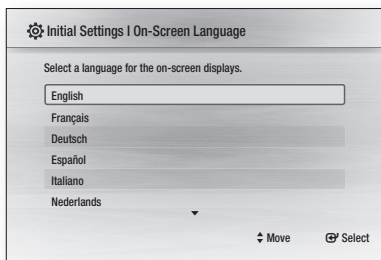 Initial Settings I On-Screen Language
Select a language for the on-screen displays.
English
Français
Deutsch
Español
Italiano
Nederlands
Move Select